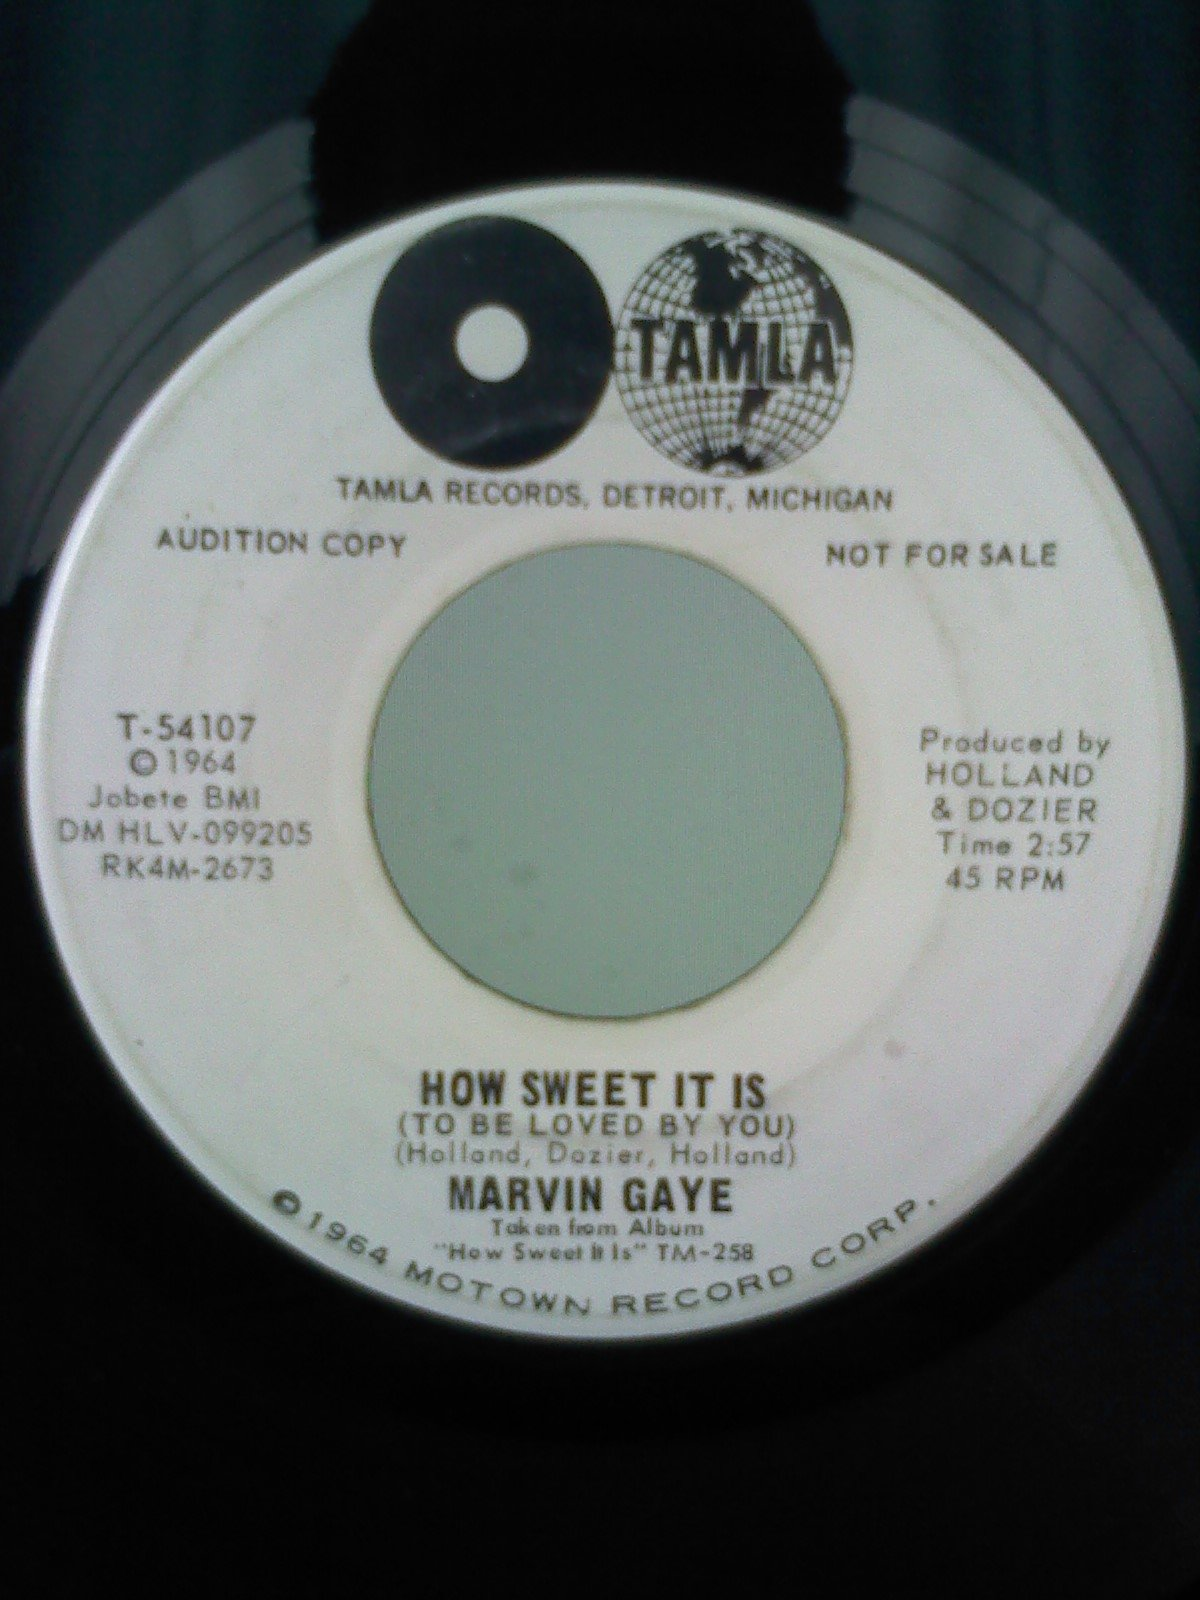 TAMLA
TAMLA RECORDS, DETROIT, MICHIGAN
AUDITION COPY
NOT FOR SALE
T-54107
©1964
Jobete BMI
DM HLV-099205
RK4M-2673
Produced by
HOLLAND
& DOZIER
Time 2:57
45 RPM
HOW SWEET IT IS
(TO BE LOVED BY YOU)
(Holland, Dozier, Holland)
MARVIN GAYE
Taken from Album
"How Sweet It Is" TM-258
©1964 MOTOWN RECORD CORP.